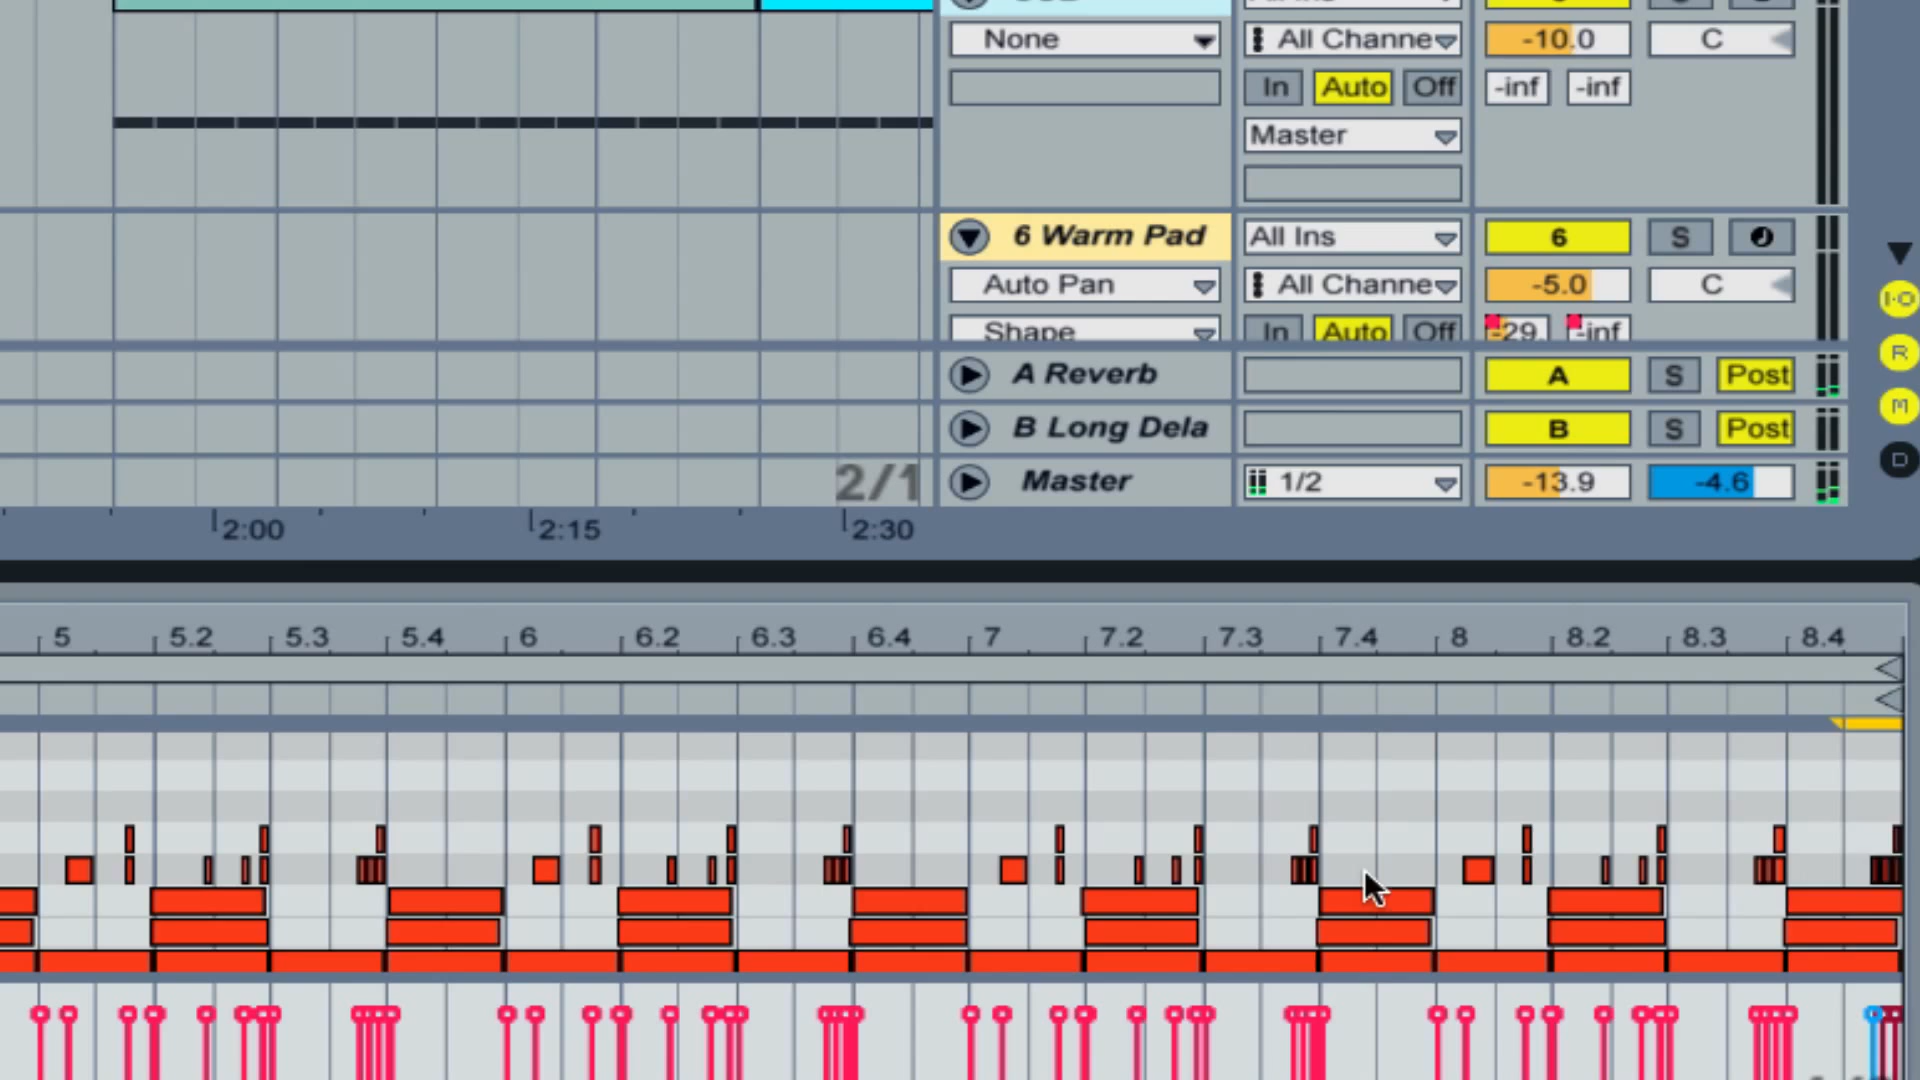 None All Channe -10.0 C
In Auto Off -inf -inf
Master
6 Warm Pad All Ins 6 S
Auto Pan All Channe -5.0 C
Shape In Auto Off -29. -inf
A Reverb A S Post
B Long Dela B S Post
2/1 Master 1/2 -13.9 -4.6
I·O
R
M
D
2:00 2:15 2:30
5 5.2 5.3 5.4 6 6.2 6.3 6.4 7 7.2 7.3 7.4 8 8.2 8.3 8.4